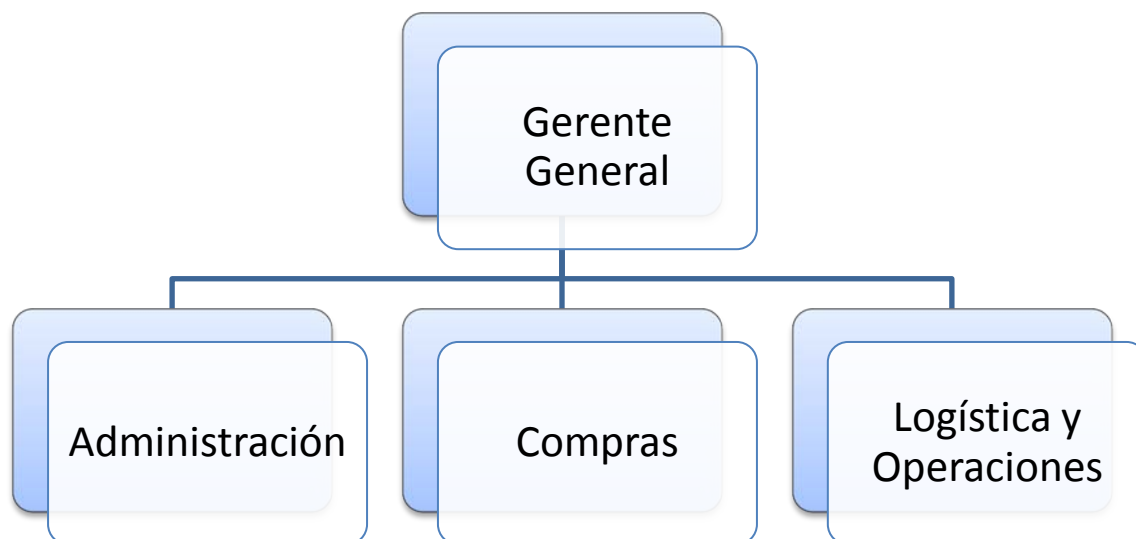 Gerente
General
Administración
Compras
Logística y
Operaciones